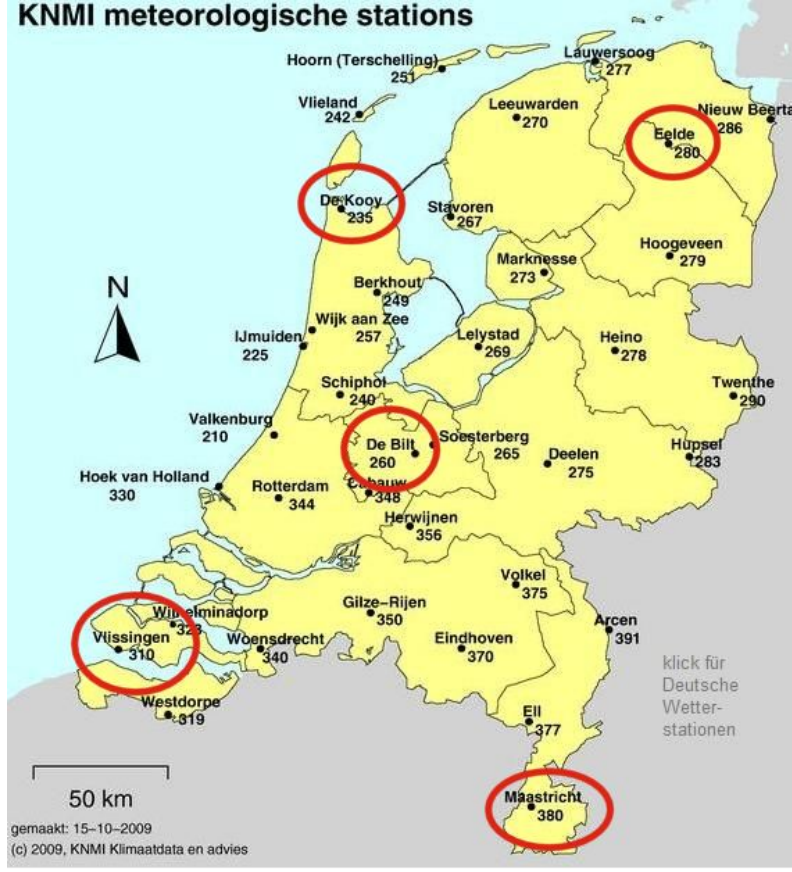 KNMI meteorologische stations
Lauwersoog
277
Hoorn (Terschelling)
251
Vlieland
242
Leeuwarden
270
Nieuw Beerta
286
Eelde
280
De Kooy
235
Stavoren
267
Hoogeveen
279
Marknesse
273
Berkhout
249
N
Wijk aan Zee
257
IJmuiden
225
Lelystad
269
Heino
278
Schiphol
240
Twenthe
290
Valkenburg
210
De Bilt
260
Soesterberg
265
Deelen
275
Hupsel
283
Hoek van Holland
330
Rotterdam
344
Cabauw
348
Herwijnen
356
Volkel
375
Gilze-Rijen
350
Wilhelminadorp
323
Arcen
391
Vlissingen
310
Woensdrecht
340
Eindhoven
370
klick für
Deutsche
Wetter-
stationen
Westdorpe
319
Ell
377
50 km
Maastricht
380
gemaakt: 15-10-2009
(c) 2009, KNMI Klimaatdata en advies